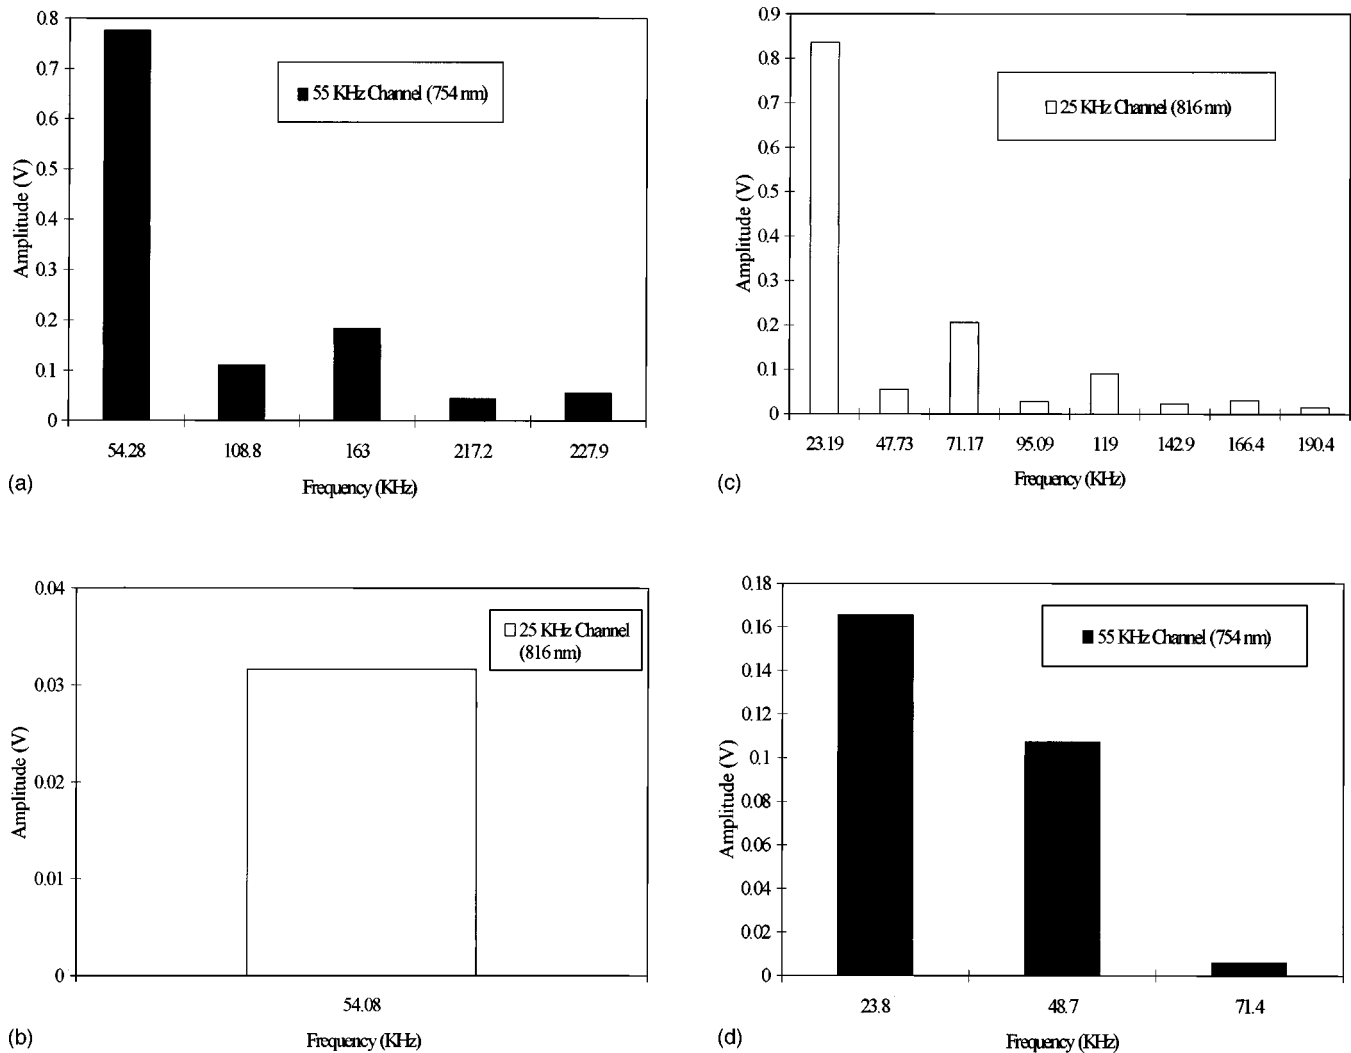 0.8
0.7
0.6
0.5
0.4
0.3
0.2
0.1
0
Amplitude (V)
55 KHz Channel (754 nm)
54.28 108.8 163 217.2 227.9
Frequency (KHz)
(a)
0.9
0.8
0.7
0.6
0.5
0.4
0.3
0.2
0.1
0
Amplitude (V)
25 KHz Channel (816 nm)
23.19 47.73 71.17 95.09 119 142.9 166.4 190.4
Frequency (KHz)
(c)
0.04
0.03
0.02
0.01
0
Amplitude (V)
25 KHz Channel
(816 nm)
54.08
Frequency (KHz)
(b)
0.18
0.16
0.14
0.12
0.1
0.08
0.06
0.04
0.02
0
Amplitude (V)
55 KHz Channel (754 nm)
23.8 48.7 71.4
Frequency (KHz)
(d)